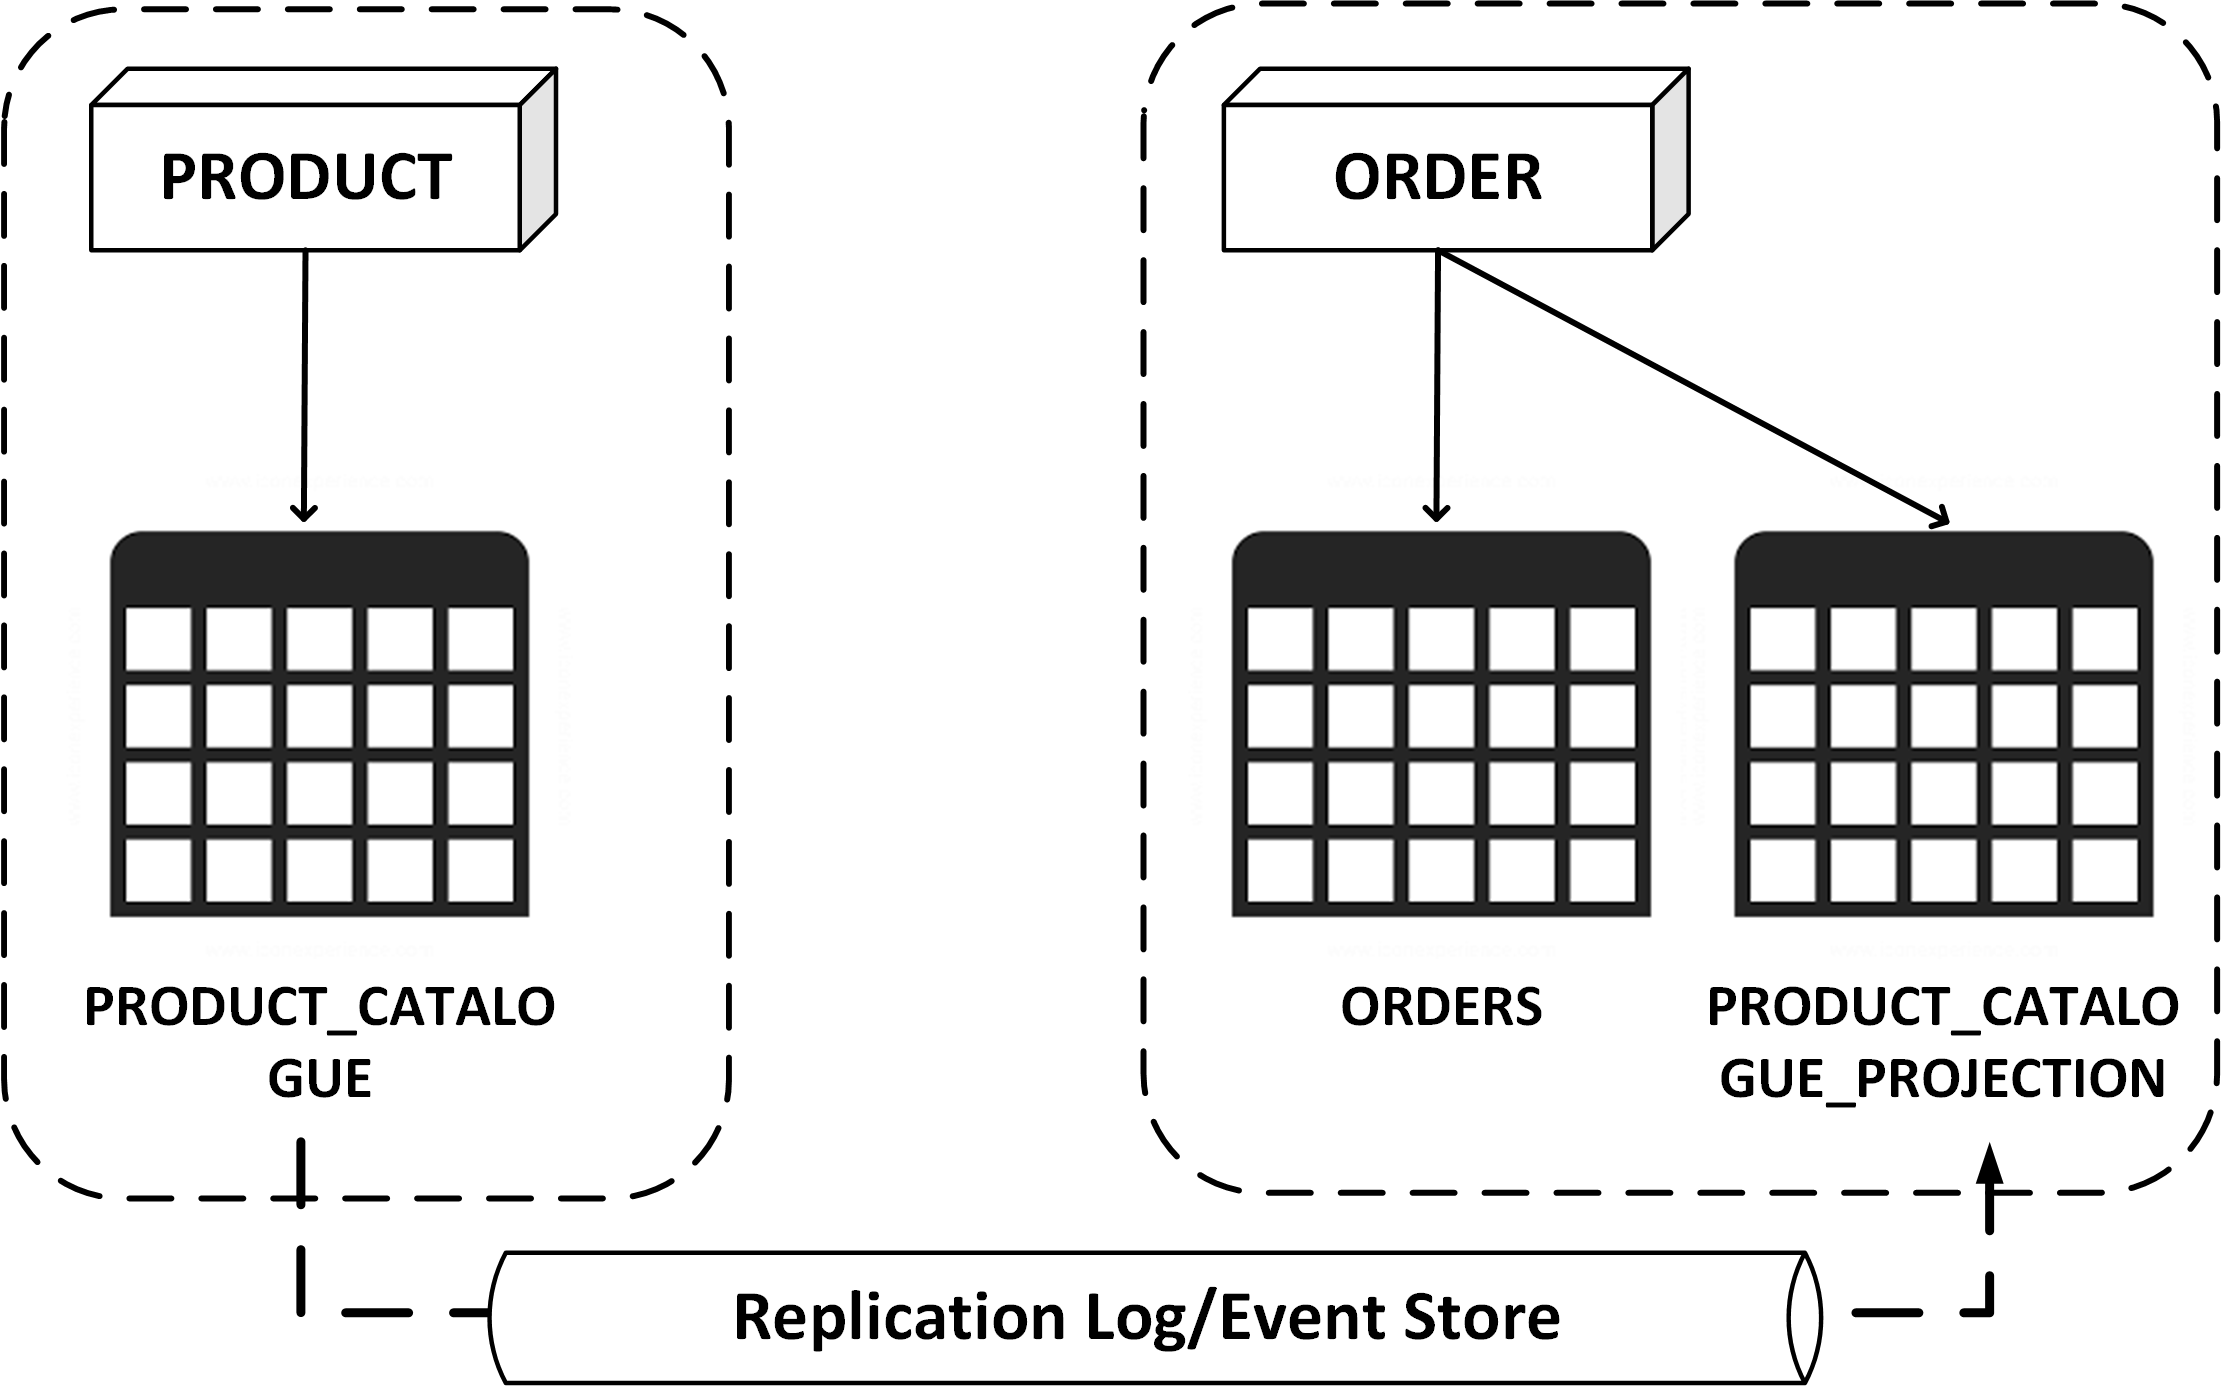 PRODUCT
ORDER
PRODUCT_CATALO
GUE
ORDERS
PRODUCT_CATALO
GUE_PROJECTION
Replication Log/Event Store